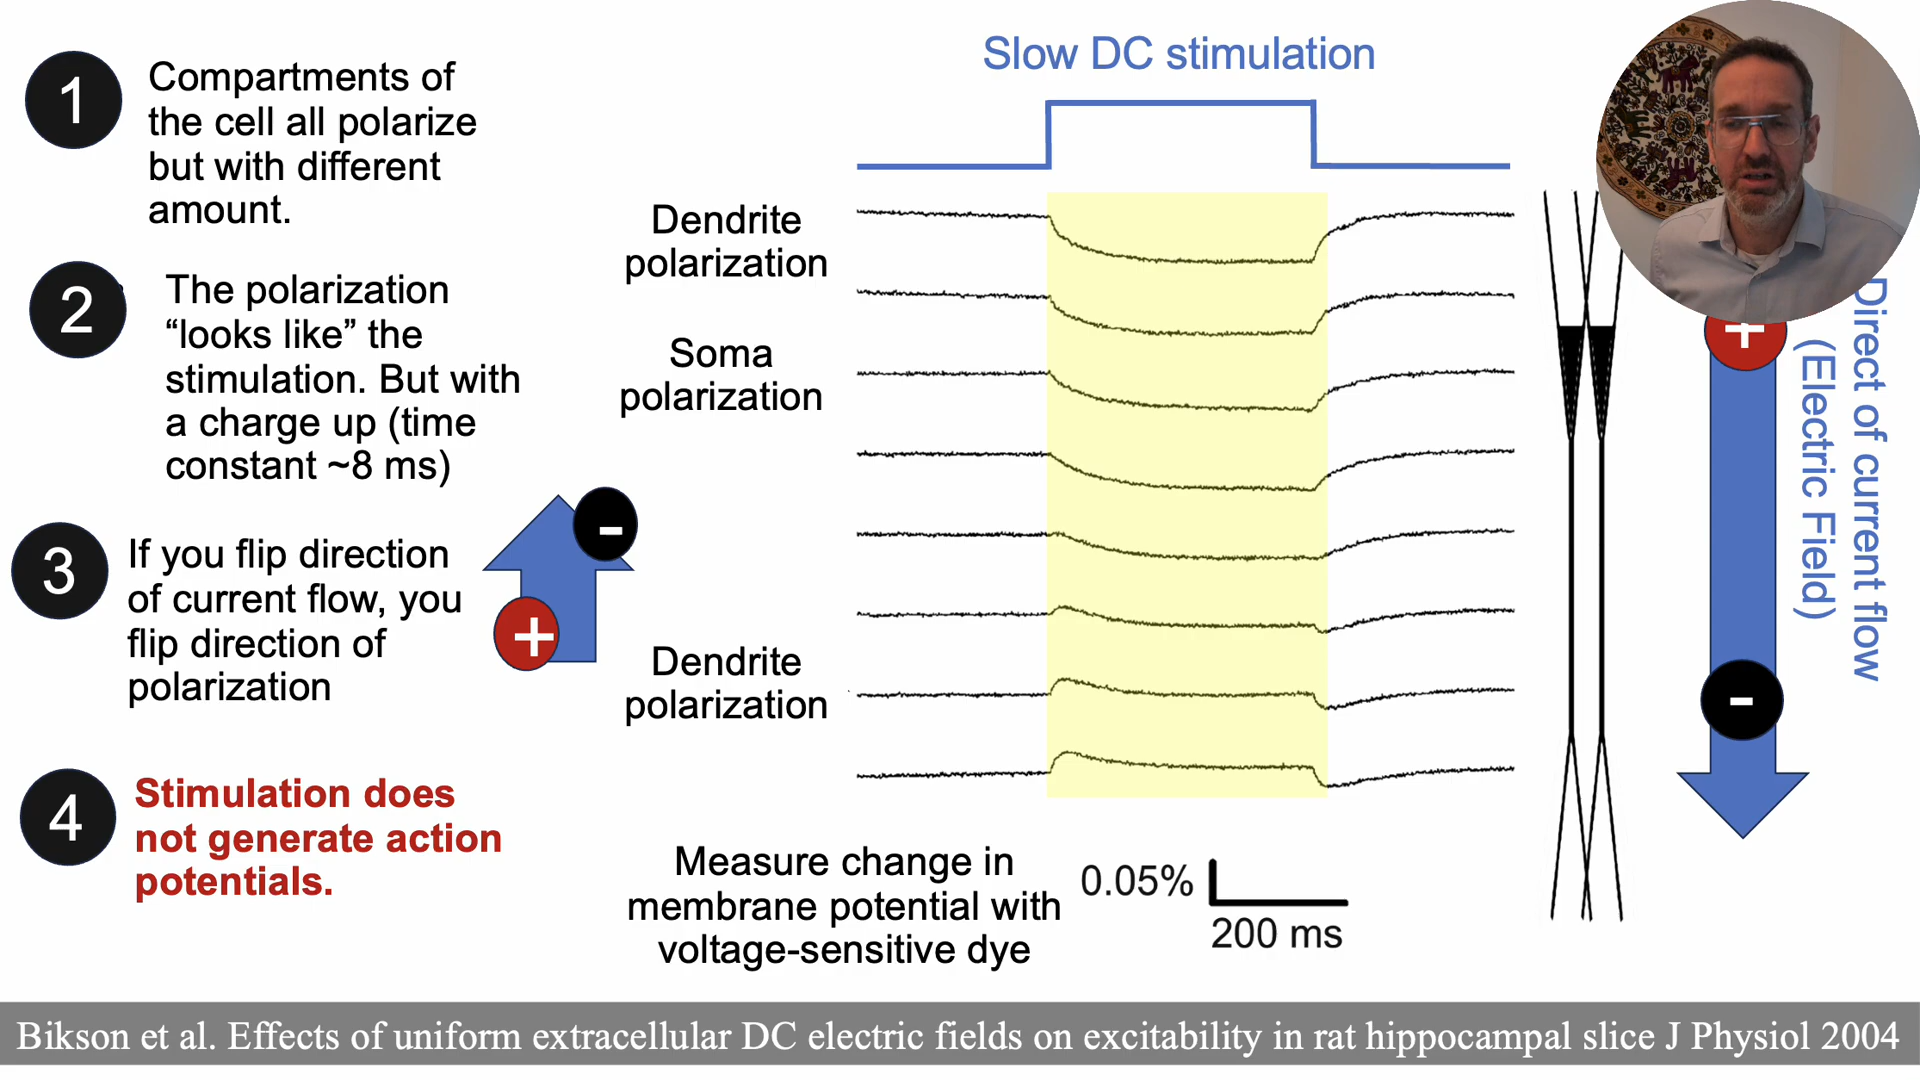 Slow DC stimulation
1
Compartments of
the cell all polarize
but with different
amount.
2
The polarization
“looks like” the
stimulation. But with
a charge up (time
constant ~8 ms)
3
If you flip direction
of current flow, you
flip direction of
polarization
-
+
4
Stimulation does
not generate action
potentials.
Dendrite
polarization
Soma
polarization
Dendrite
polarization
Measure change in
membrane potential with
voltage-sensitive dye
0.05%
200 ms
+
-
Direct of current flow
(Electric Field)
Bikson et al. Effects of uniform extracellular DC electric fields on excitability in rat hippocampal slice J Physiol 2004